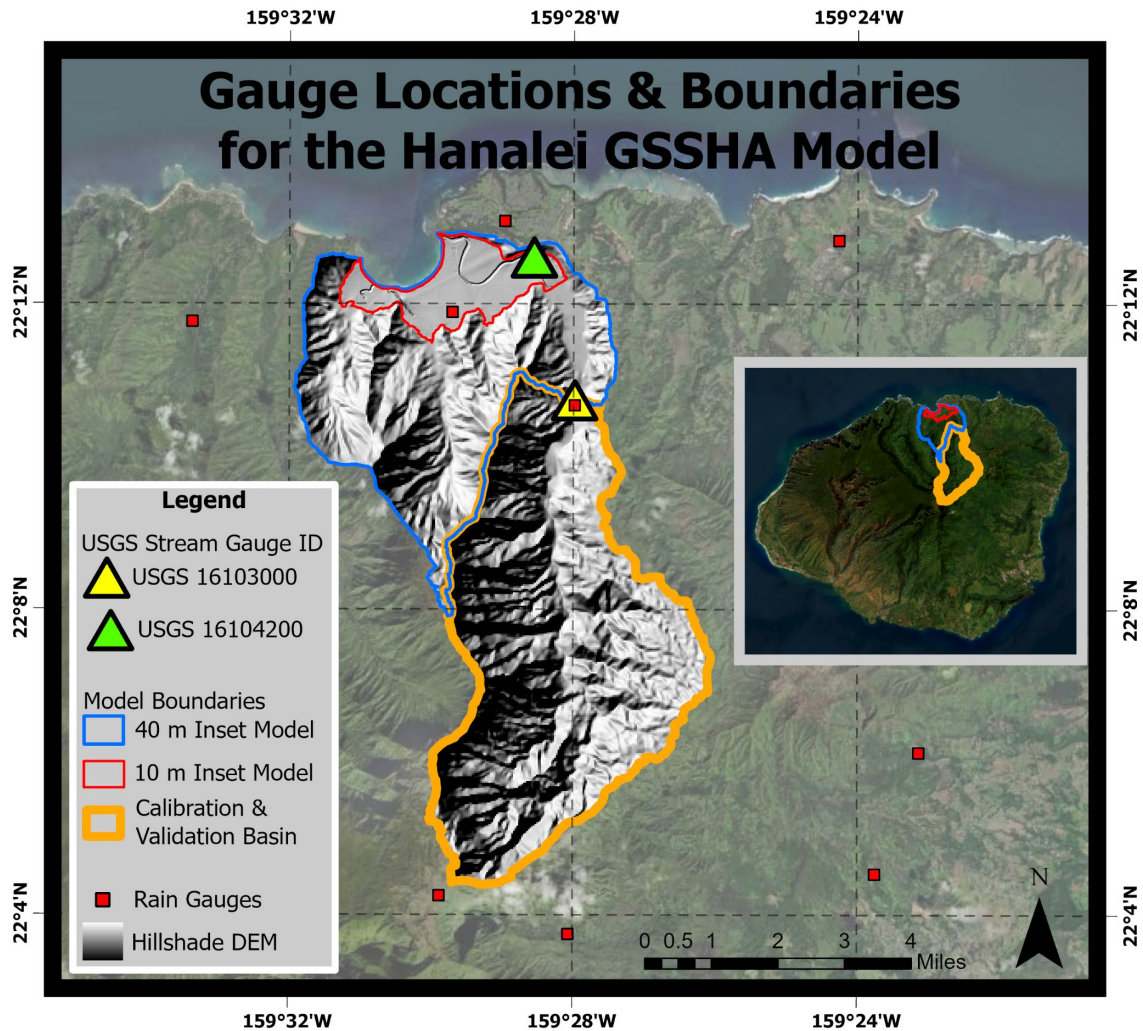 159°32'W 159°28'W 159°24'W
Gauge Locations & Boundaries
for the Hanalei GSSHA Model
22°12'N 22°12'N
Legend
USGS Stream Gauge ID
USGS 16103000
USGS 16104200
22°8'N 22°8'N
Model Boundaries
40 m Inset Model
10 m Inset Model
Calibration &
Validation Basin
Rain Gauges
Hillshade DEM
22°4'N 22°4'N
N
0 0.5 1 2 3 4
Miles
159°32'W 159°28'W 159°24'W